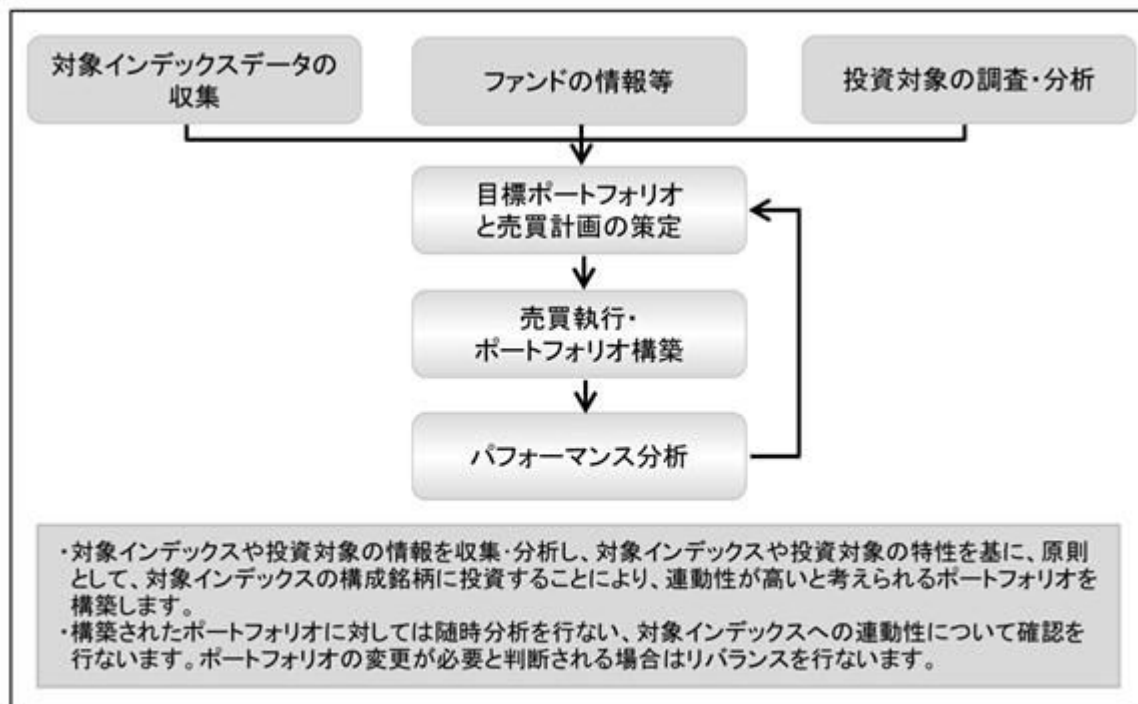 対象インデックスデータの
収集
ファンドの情報等
投資対象の調査・分析
目標ポートフォリオ
と売買計画の策定
売買執行・
ポートフォリオ構築
パフォーマンス分析
・対象インデックスや投資対象の情報を収集・分析し、対象インデックスや投資対象の特性を基に、原則
として、対象インデックスの構成銘柄に投資することにより、連動性が高いと考えられるポートフォリオを
構築します。
・構築されたポートフォリオに対しては随時分析を行ない、対象インデックスへの連動性について確認を
行ないます。ポートフォリオの変更が必要と判断される場合はリバランスを行ないます。